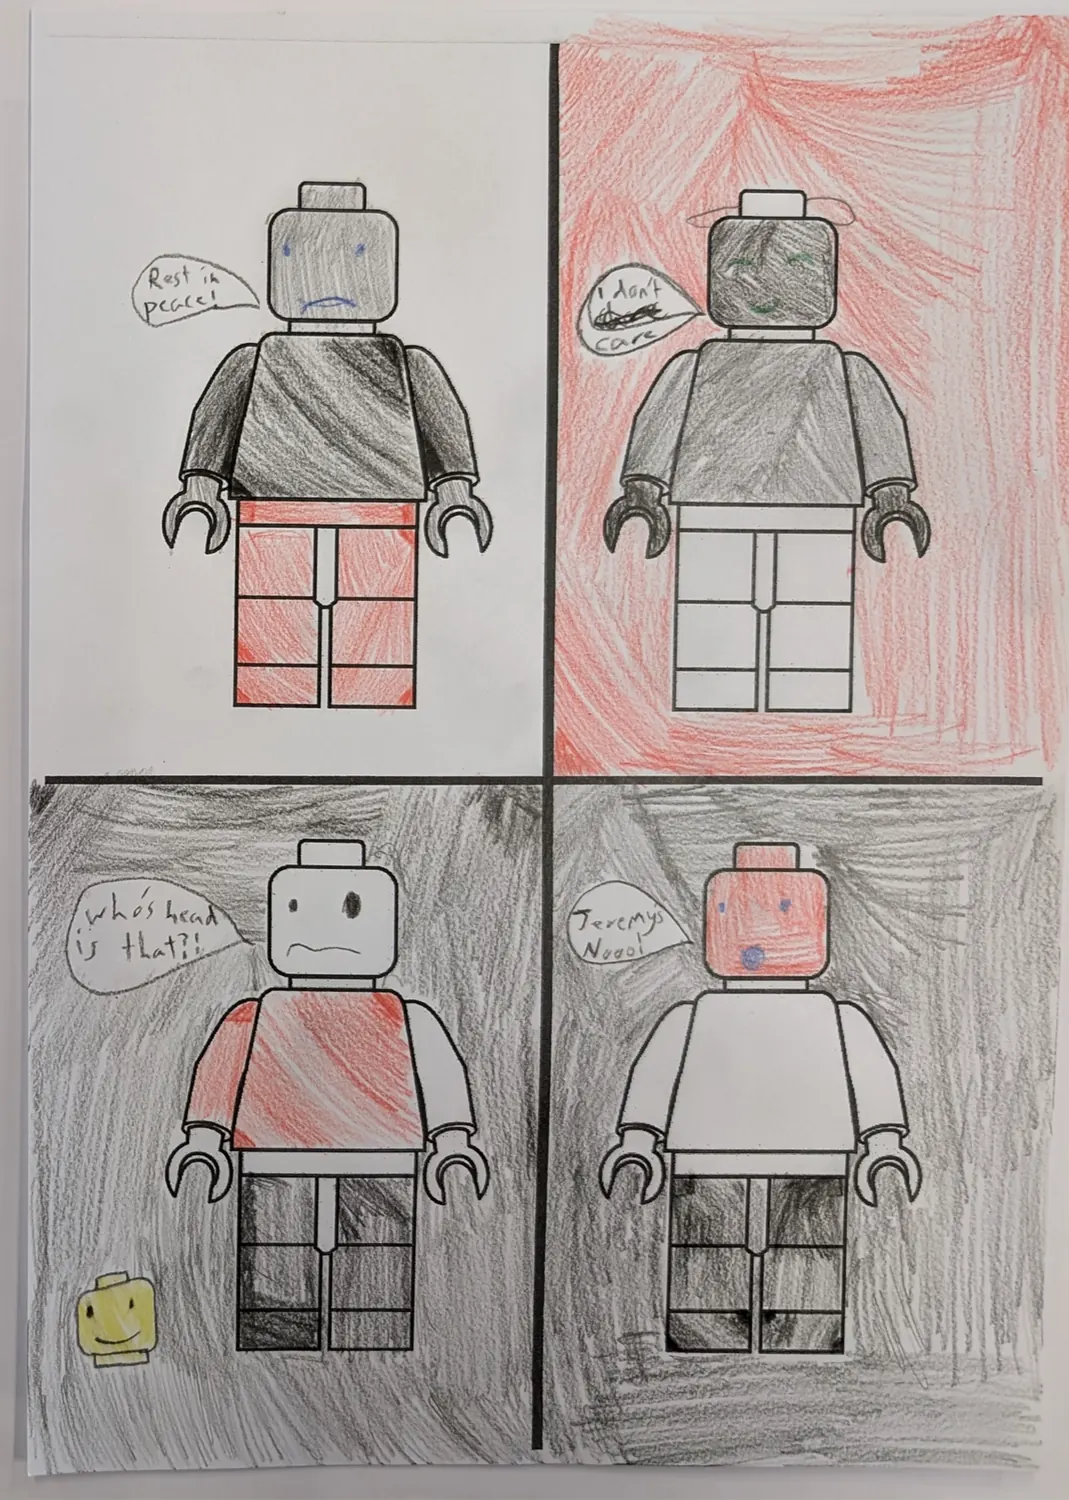 Rest in
peace!
I don't
care
who's head
is that?!
Jeremys
Nooo!